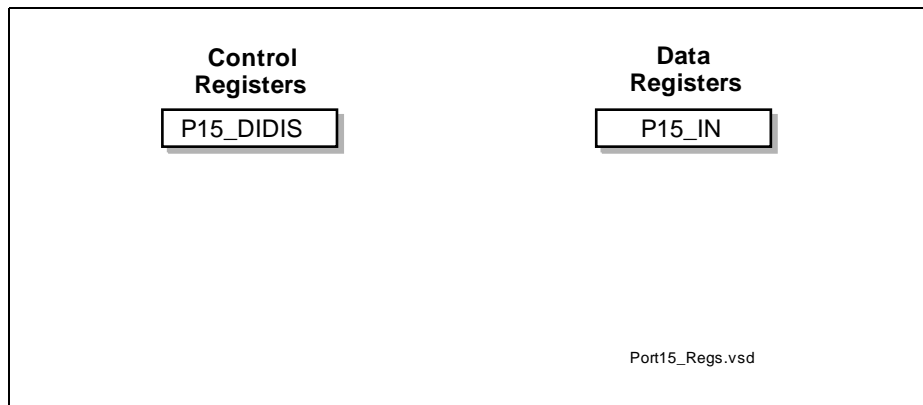 Control
Registers
P15_DIDIS
Data
Registers
P15_IN
Port15_Regs.vsd